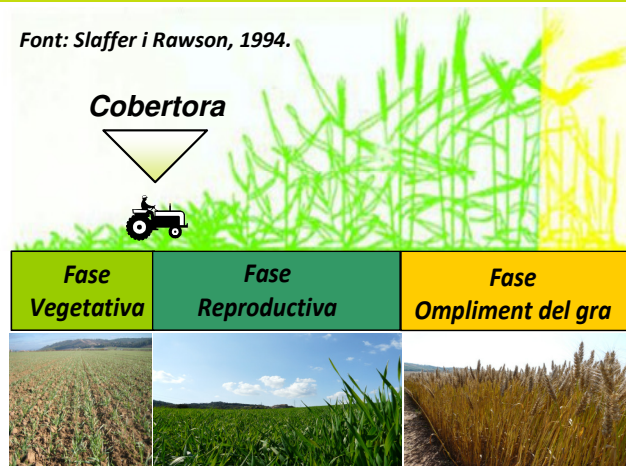 Font: Slaffer i Rawson, 1994.
Cobertora
Fase
Vegetativa
Fase
Reproductiva
Fase
Ompliment del gra